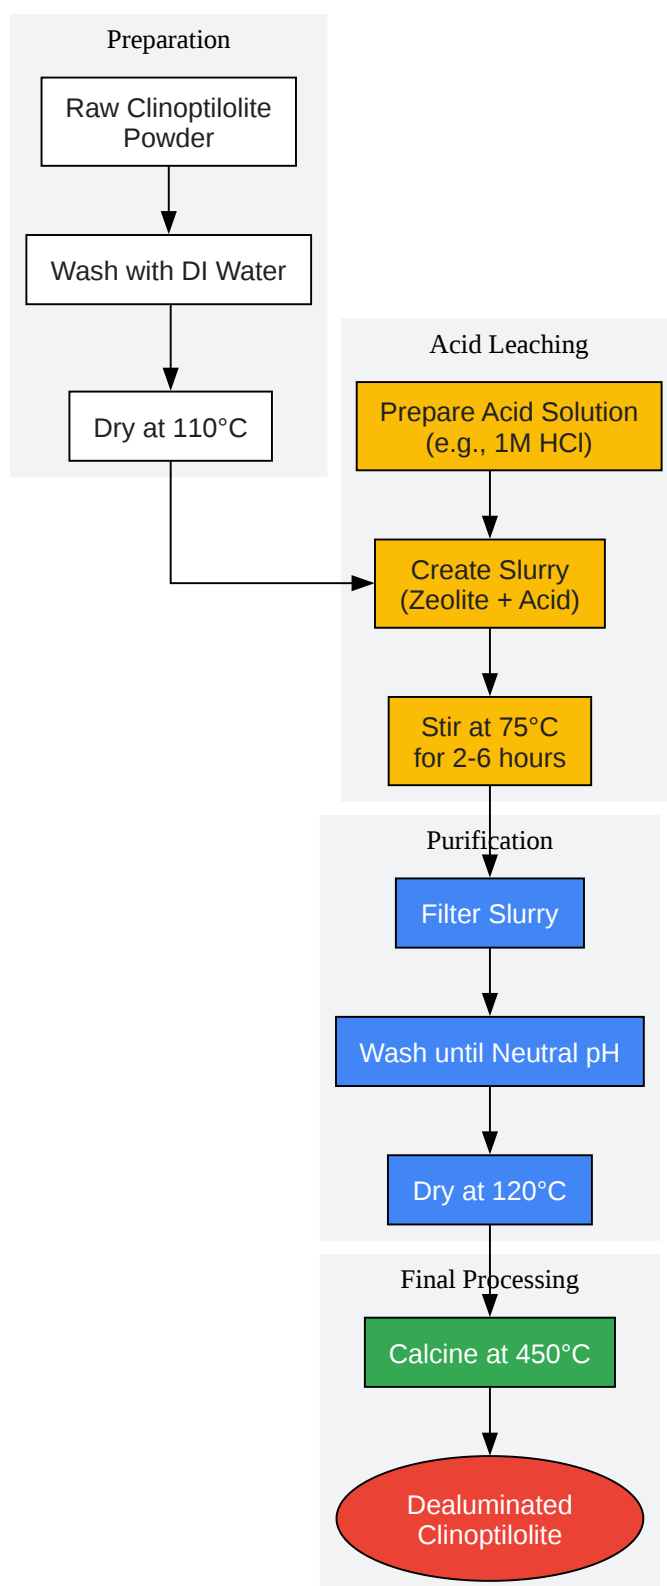 Preparation
Raw Clinoptilolite
Powder
Wash with DI Water
Dry at 110°C
Acid Leaching
Prepare Acid Solution
(e.g., 1M HCl)
Create Slurry
(Zeolite + Acid)
Stir at 75°C
for 2-6 hours
Purification
Filter Slurry
Wash until Neutral pH
Dry at 120°C
Final Processing
Calcine at 450°C
Dealuminated
Clinoptilolite